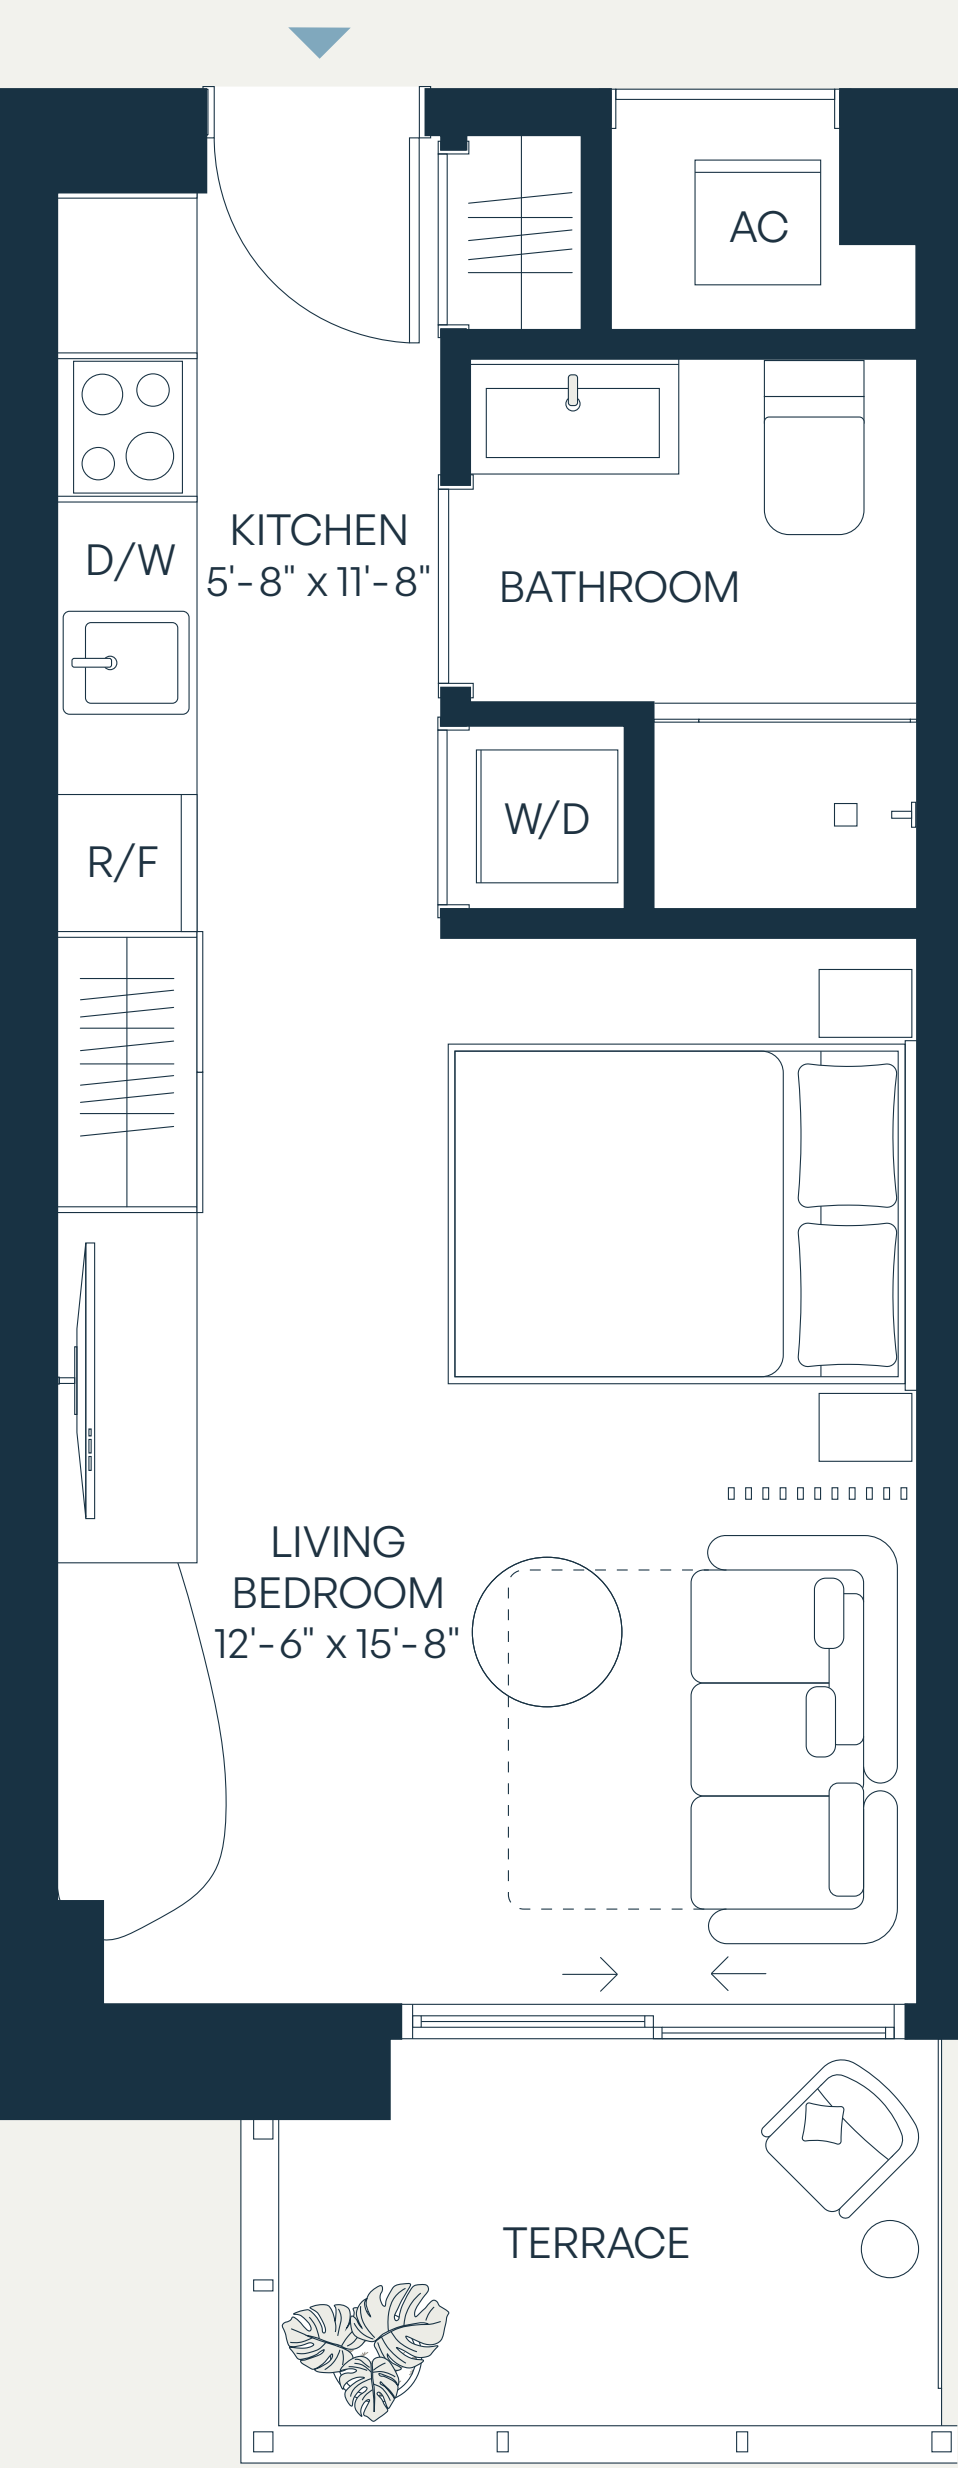 AC
D/W
KITCHEN
5'-8" x 11'-8"
BATHROOM
W/D
R/F
LIVING
BEDROOM
12'-6" x 15'-8"
TERRACE